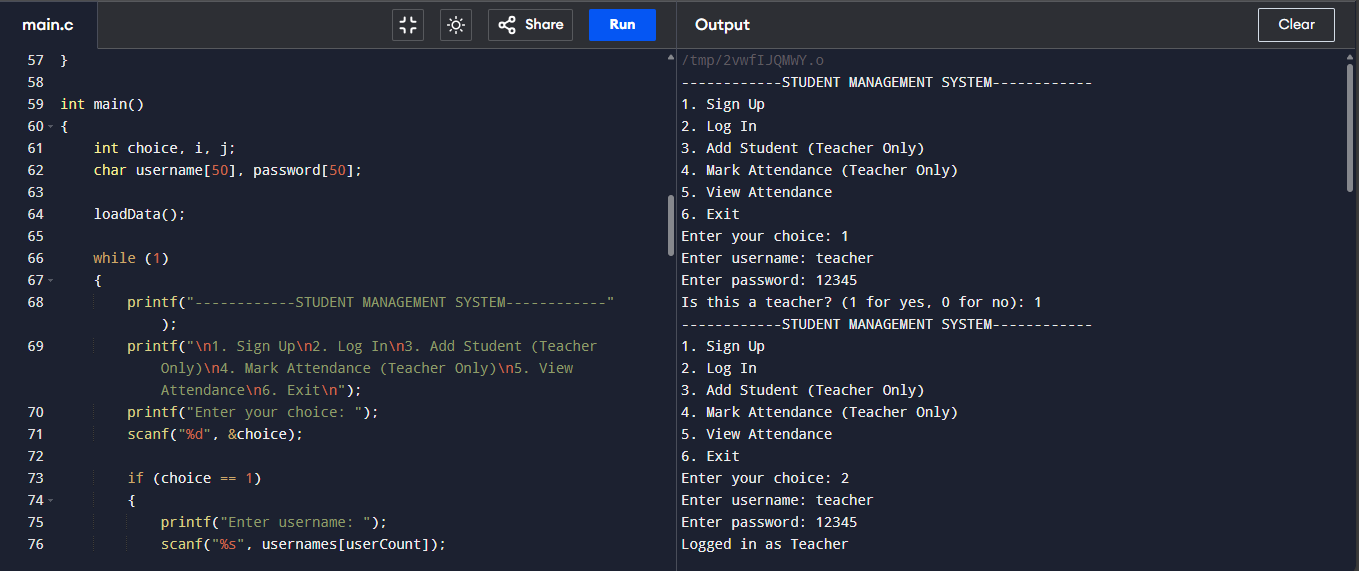 main.c
Share
Run
57 }
58
59 int main()
60 {
61 int choice, i, j;
62 char username[50], password[50];
63
64 loadData();
65
66 while (1)
67 {
68 printf("------------STUDENT MANAGEMENT SYSTEM------------"
);
69 printf("\n1. Sign Up\n2. Log In\n3. Add Student (Teacher
Only)\n4. Mark Attendance (Teacher Only)\n5. View
Attendance\n6. Exit\n");
70 printf("Enter your choice: ");
71 scanf("%d", &choice);
72
73 if (choice == 1)
74 {
75 printf("Enter username: ");
76 scanf("%s", usernames[userCount]);
Output
Clear
/tmp/2vwfIJQMWY.o
------------STUDENT MANAGEMENT SYSTEM------------
1. Sign Up
2. Log In
3. Add Student (Teacher Only)
4. Mark Attendance (Teacher Only)
5. View Attendance
6. Exit
Enter your choice: 1
Enter username: teacher
Enter password: 12345
Is this a teacher? (1 for yes, 0 for no): 1
------------STUDENT MANAGEMENT SYSTEM------------
1. Sign Up
2. Log In
3. Add Student (Teacher Only)
4. Mark Attendance (Teacher Only)
5. View Attendance
6. Exit
Enter your choice: 2
Enter username: teacher
Enter password: 12345
Logged in as Teacher